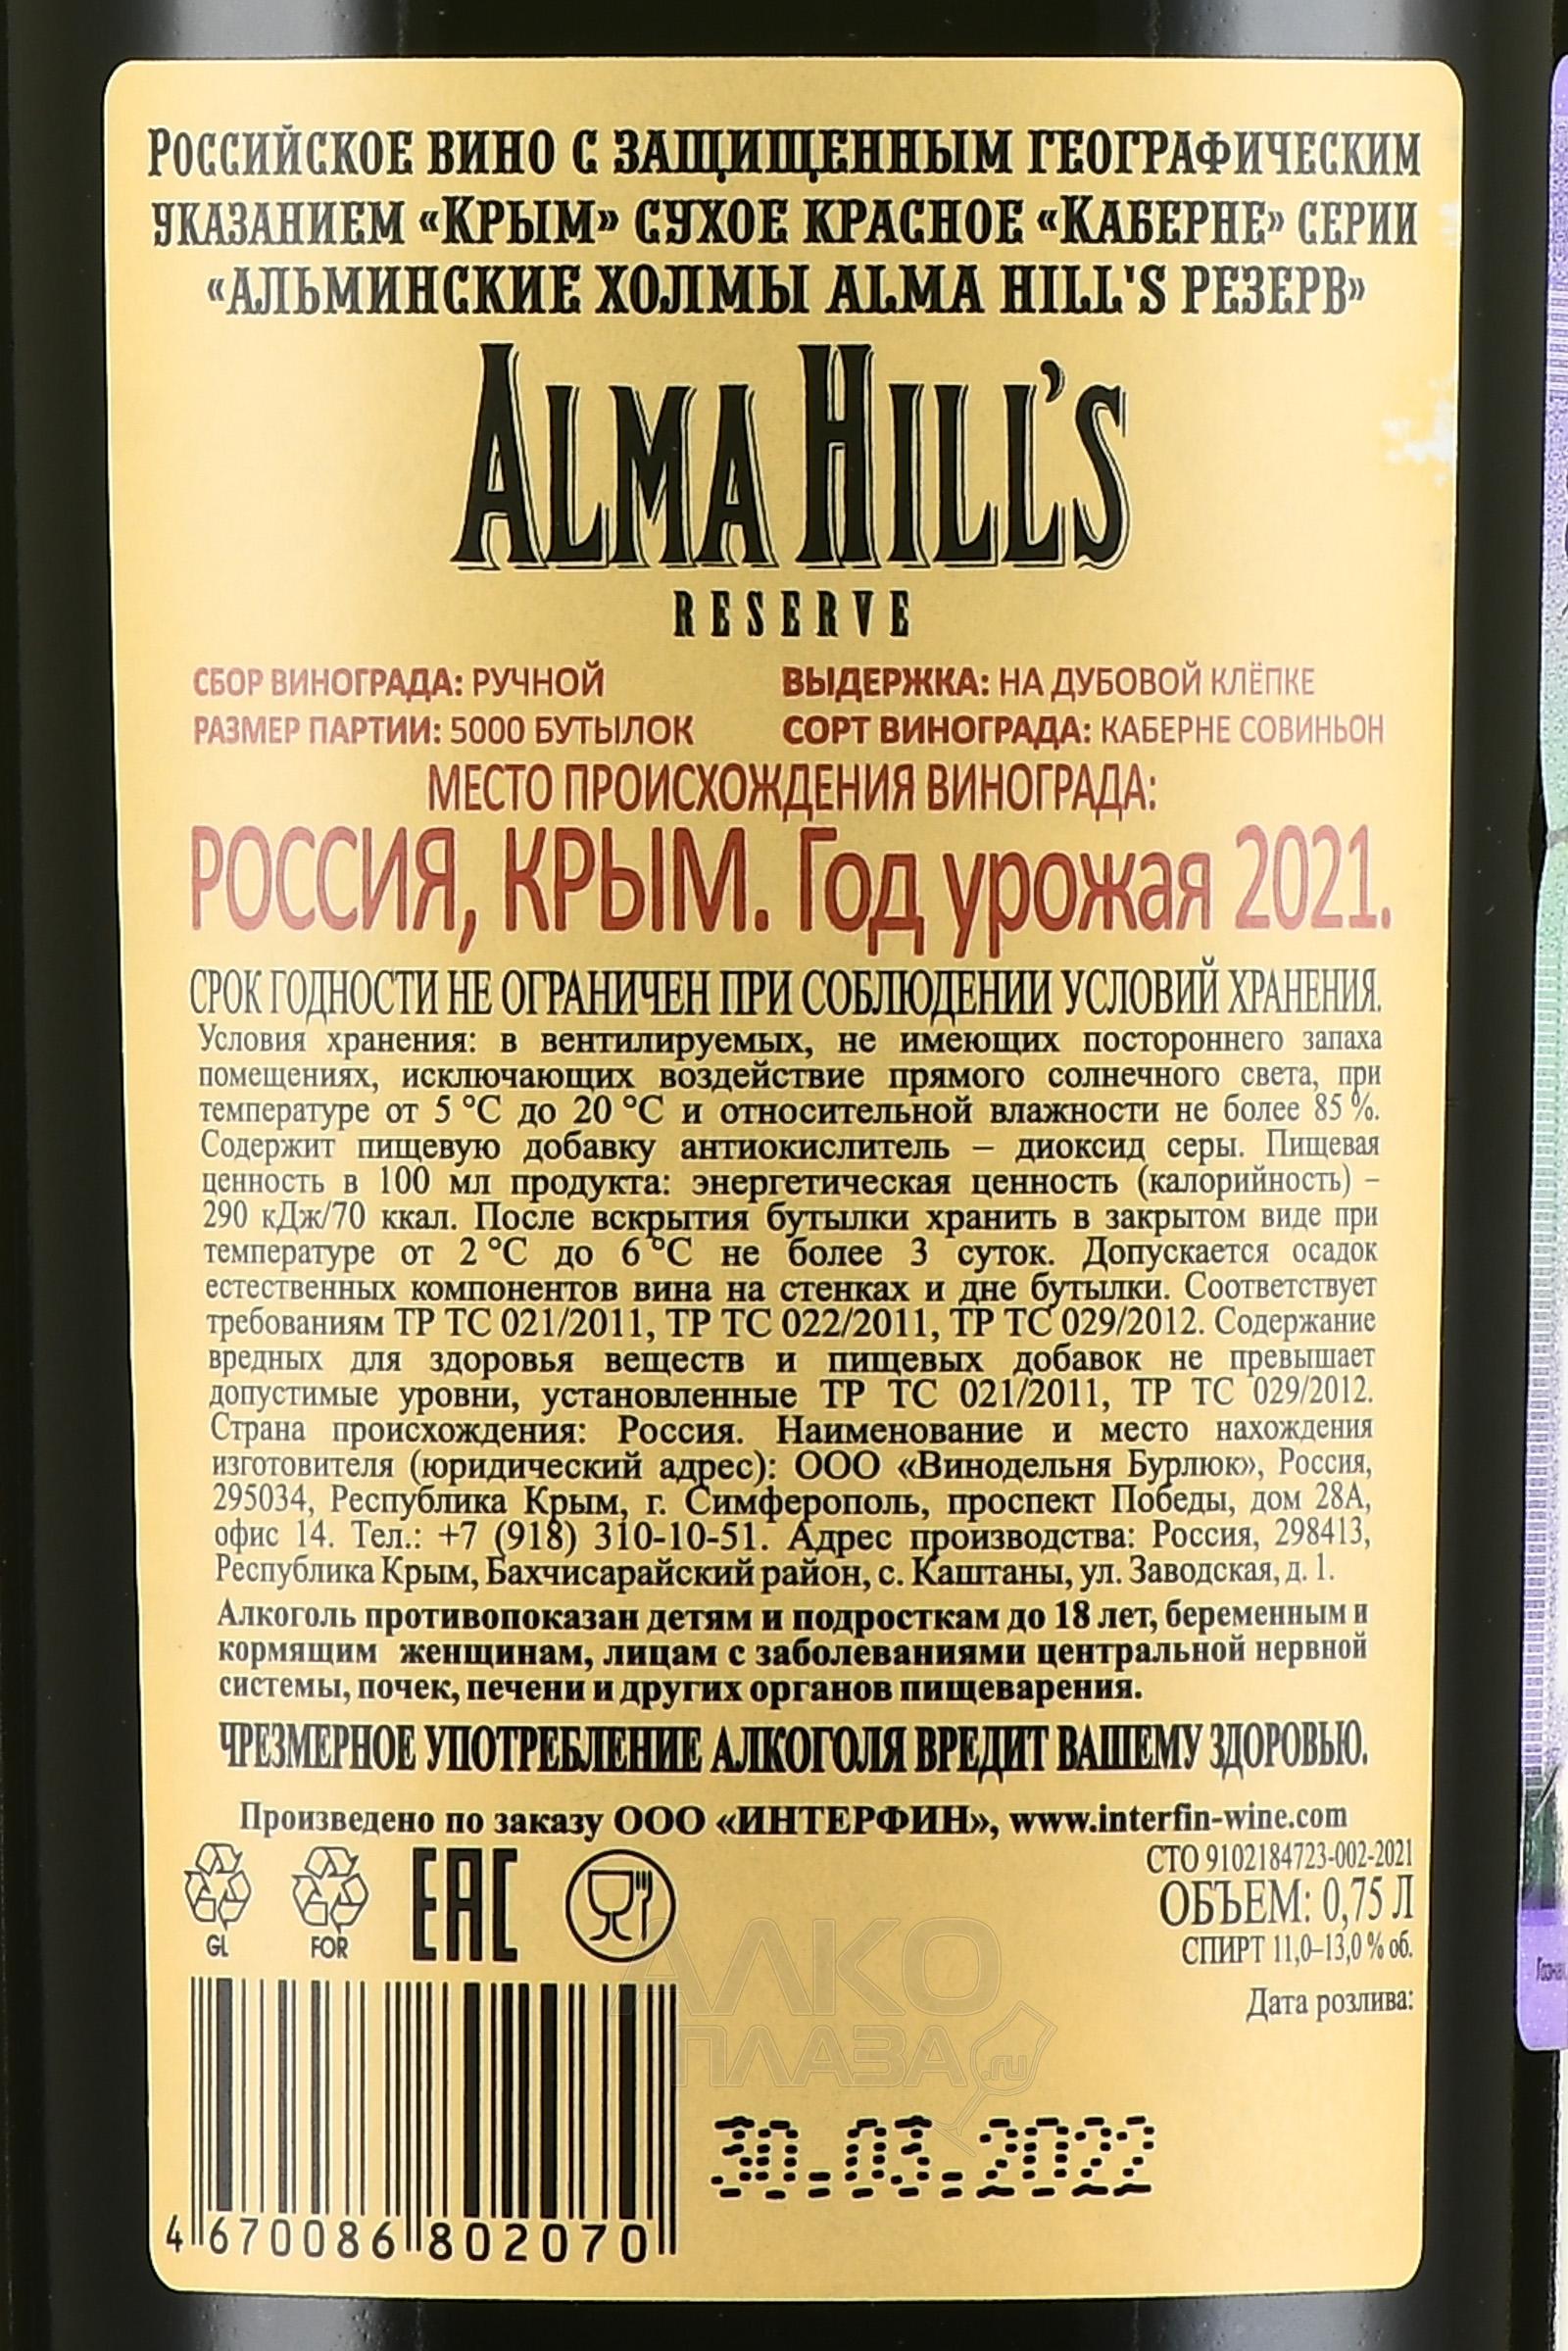 РОССИЙСКОЕ ВИНО С ЗАЩИЩЕННЫМ ГЕОГРАФИЧЕСКИМ
УКАЗАНИЕМ «КРЫМ» СУХОЕ КРАСНОЕ «КАБЕРНЕ» СЕРИИ
«АЛЬМИНСКИЕ ХОЛМЫ ALMA HILL'S РЕЗЕРВ»
ALMA HILL'S
RESERVE
СБОР ВИНОГРАДА: РУЧНОЙ
РАЗМЕР ПАРТИИ: 5000 БУТЫЛОК
ВЫДЕРЖКА: НА ДУБОВОЙ КЛЁПКЕ
СОРТ ВИНОГРАДА: КАБЕРНЕ СОВИНЬОН
МЕСТО ПРОИСХОЖДЕНИЯ ВИНОГРАДА:
РОССИЯ, КРЫМ. Год урожая 2021.
СРОК ГОДНОСТИ НЕ ОГРАНИЧЕН ПРИ СОБЛЮДЕНИИ УСЛОВИЙ ХРАНЕНИЯ.
Условия хранения: в вентилируемых, не имеющих постороннего запаха
помещениях, исключающих воздействие прямого солнечного света, при
температуре от 5 °С до 20 °С и относительной влажности не более 85 %.
Содержит пищевую добавку антиокислитель – диоксид серы. Пищевая
ценность в 100 мл продукта: энергетическая ценность (калорийность) –
290 кДж/70 ккал. После вскрытия бутылки хранить в закрытом виде при
температуре от 2 °С до 6 °С не более 3 суток. Допускается осадок
естественных компонентов вина на стенках и дне бутылки. Соответствует
требованиям ТР ТС 021/2011, ТР ТС 022/2011, ТР ТС 029/2012. Содержание
вредных для здоровья веществ и пищевых добавок не превышает
допустимые уровни, установленные ТР ТС 021/2011, ТР ТС 029/2012.
Страна происхождения: Россия. Наименование и место нахождения
изготовителя (юридический адрес): ООО «Винодельня Бурлюк», Россия,
295034, Республика Крым, г. Симферополь, проспект Победы, дом 28А,
офис 14. Тел.: +7 (918) 310-10-51. Адрес производства: Россия, 298413,
Республика Крым, Бахчисарайский район, с. Каштаны, ул. Заводская, д. 1.
Алкоголь противопоказан детям и подросткам до 18 лет, беременным и
кормящим женщинам, лицам с заболеваниями центральной нервной
системы, почек, печени и других органов пищеварения.
ЧРЕЗМЕРНОЕ УПОТРЕБЛЕНИЕ АЛКОГОЛЯ ВРЕДИТ ВАШЕМУ ЗДОРОВЬЮ.
Произведено по заказу ООО «ИНТЕРФИН», www.interfin-wine.com
GL
FOR
EAC
СТО 9102184723-002-2021
ОБЪЕМ: 0,75 Л
СПИРТ 11,0–13,0 % об.
Дата розлива:
АЛКО
ПЛАЗА.ru
30.03.2022
4 670086 802070